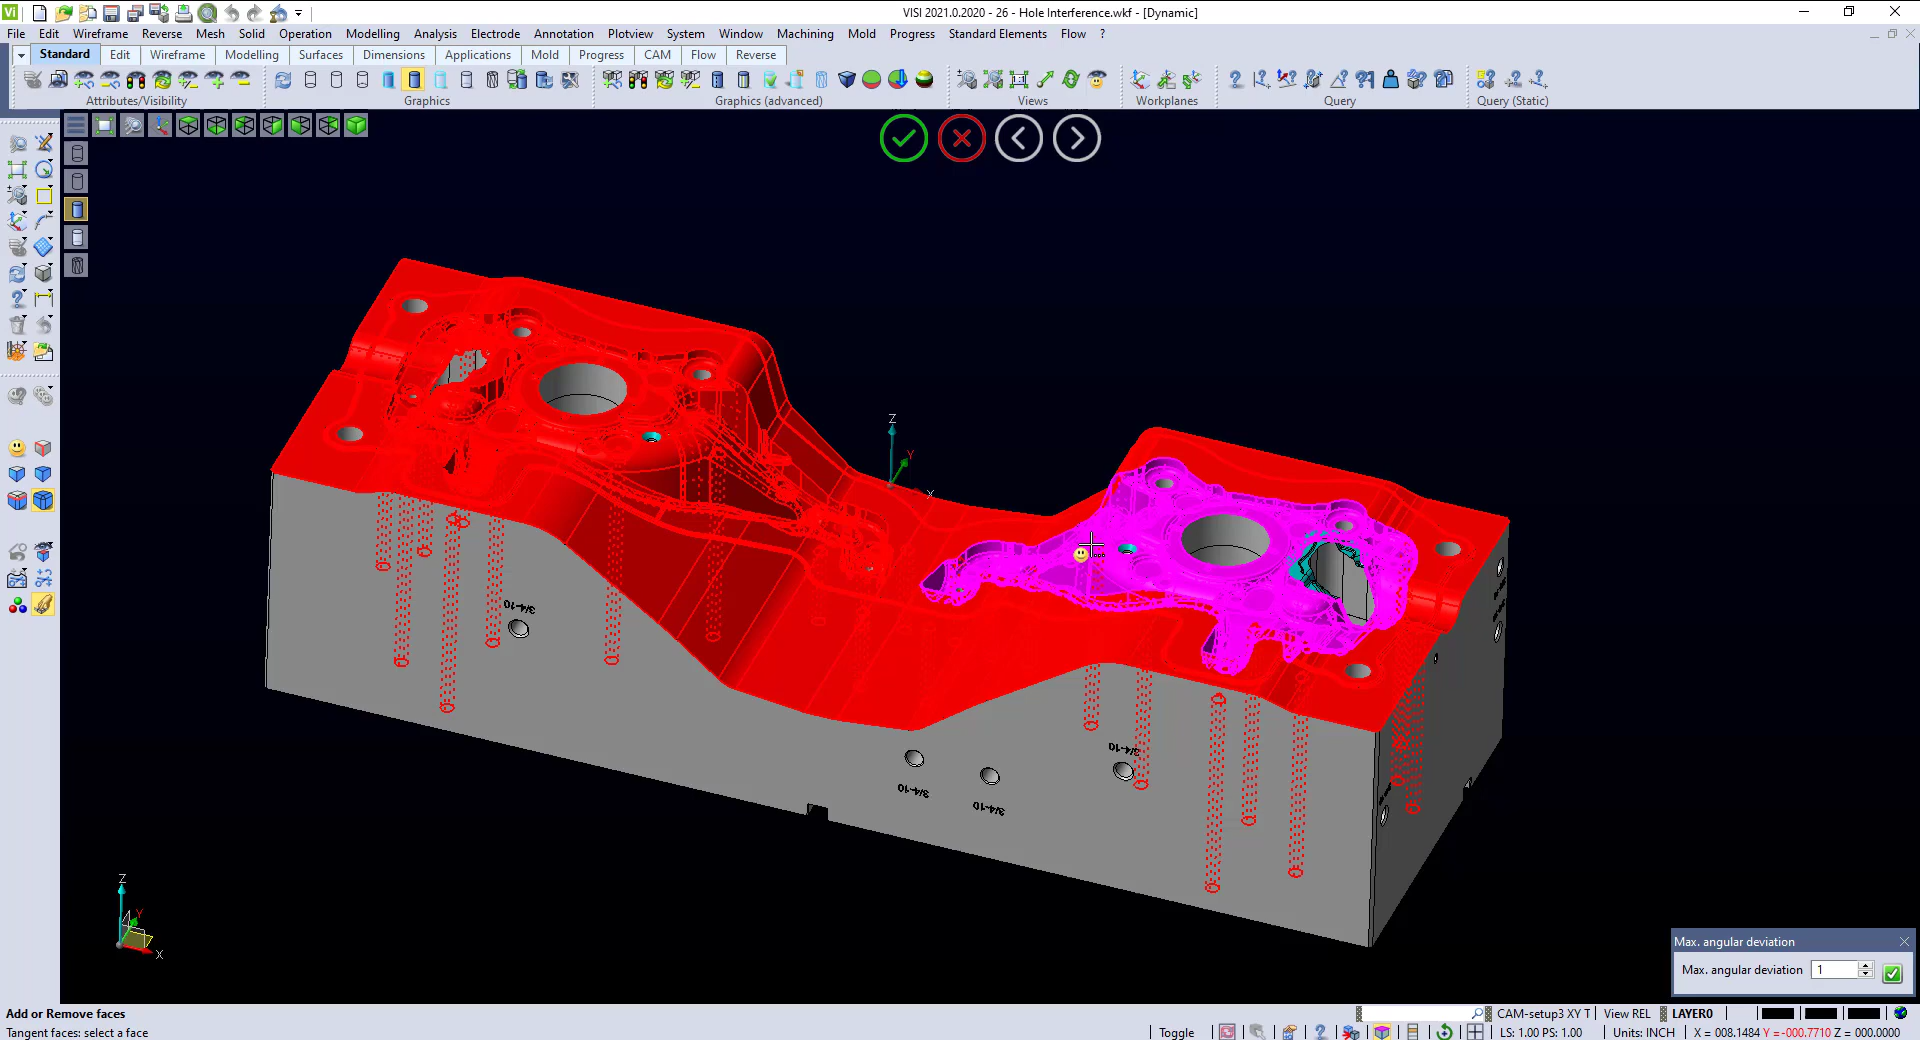 Vi
VISI 2021.0.2020 - 26 - Hole Interference.wkf - [Dynamic]
File Edit Wireframe Reverse Mesh Solid Operation Modelling Analysis Electrode Annotation Plotview System Window Machining Mold Progress Standard Elements Flow ?
Standard Edit Wireframe Modelling Surfaces Dimensions Applications Mold Progress CAM Flow Reverse
Attributes/Visibility Graphics Graphics (advanced) Views Workplanes Query Query (Static)
Z
Y
X
3/4-10
3/4-10
3/4-10
3/4-10
Z
Y
X
Max. angular deviation
Max. angular deviation 1
Add or Remove faces
CAM-setup3 XY T View REL LAYER0
Tangent faces: select a face
Toggle LS: 1.00 PS: 1.00 Units: INCH X = 008.1484 Y =-000.7710 Z = 000.0000